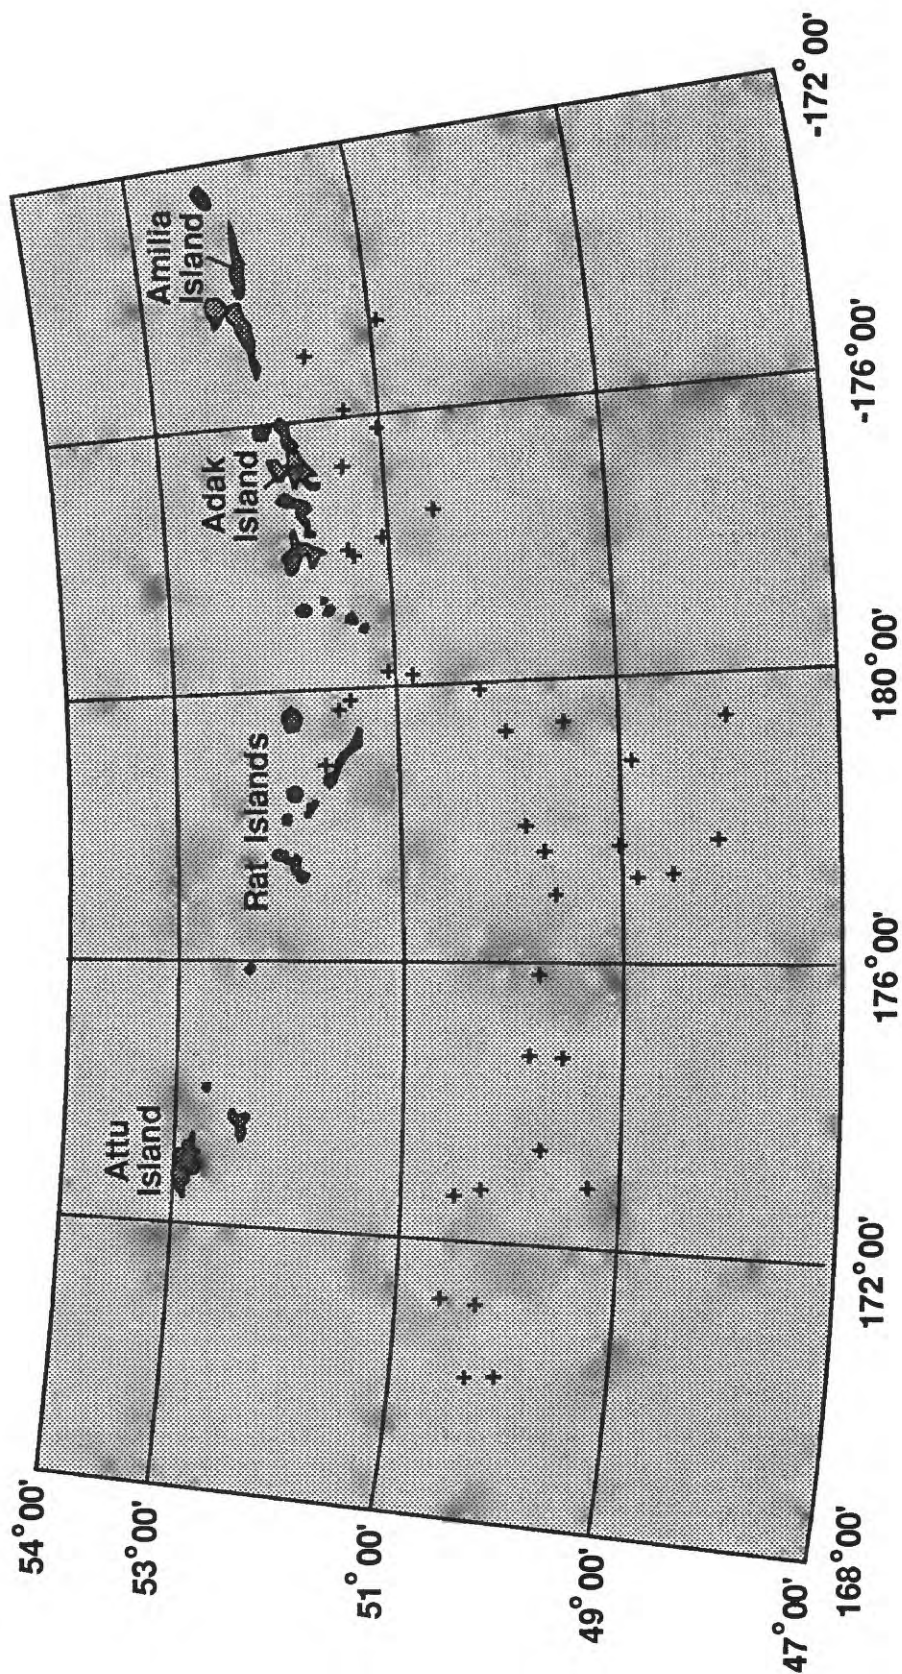 Attu
Island
Rat Islands
Adak
Island
Amilia
Island
54°00'
53°00'
51°00'
49°00'
47°00'
168°00'
172°00'
176°00'
180°00'
-176°00'
-172°00'